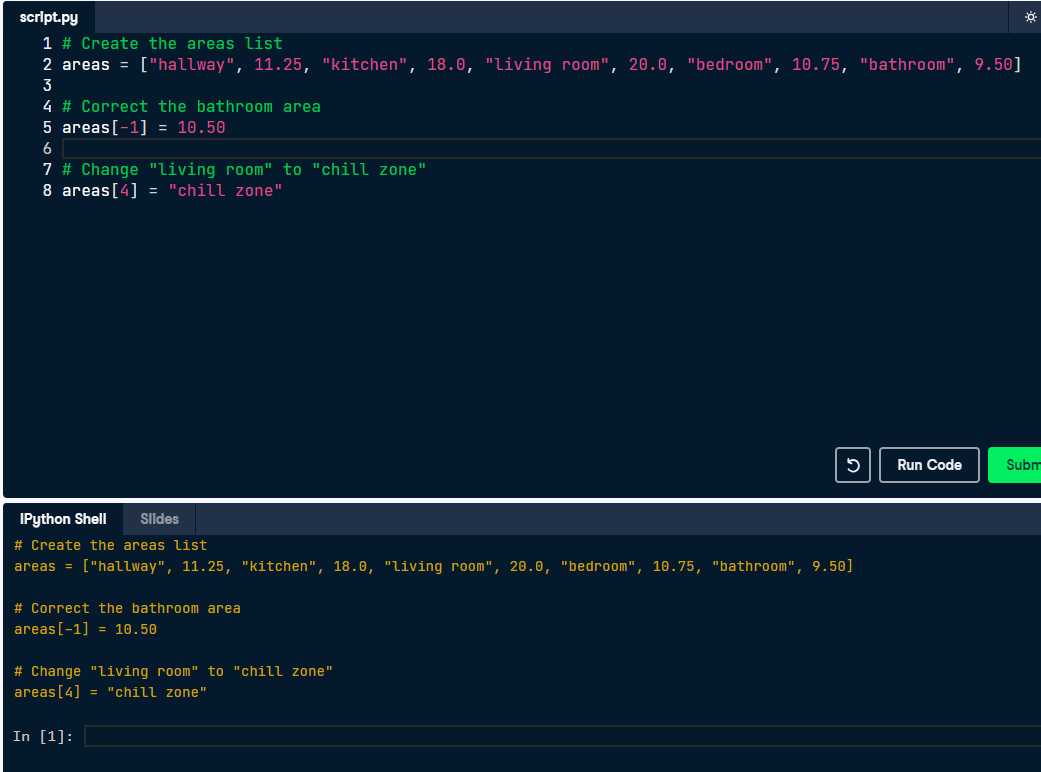 script.py
1 # Create the areas list
2 areas = ["hallway", 11.25, "kitchen", 18.0, "living room", 20.0, "bedroom", 10.75, "bathroom", 9.50]
3
4 # Correct the bathroom area
5 areas[-1] = 10.50
6
7 # Change "living room" to "chill zone"
8 areas[4] = "chill zone"
Run Code Subm
IPython Shell Slides
# Create the areas list
areas = ["hallway", 11.25, "kitchen", 18.0, "living room", 20.0, "bedroom", 10.75, "bathroom", 9.50]
# Correct the bathroom area
areas[-1] = 10.50
# Change "living room" to "chill zone"
areas[4] = "chill zone"
In [1]: